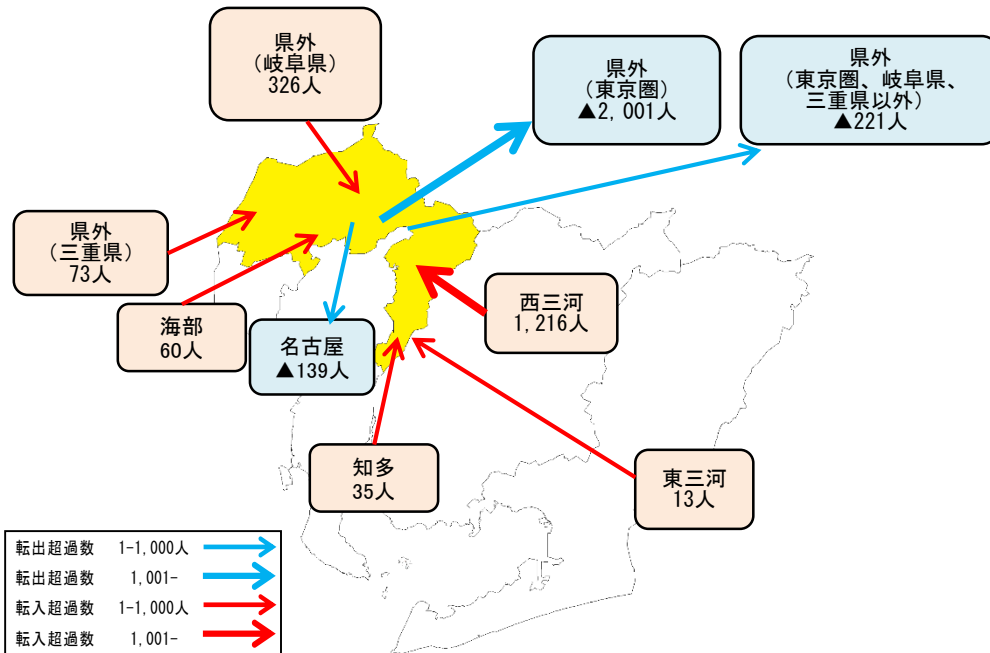 県外
（岐阜県）
326人
県外
（東京圏）
▲2,001人
県外
（東京圏、岐阜県、
三重県以外）
▲221人
県外
（三重県）
73人
海部
60人
名古屋
▲139人
西三河
1,216人
知多
35人
東三河
13人
転出超過数 1-1,000人
転出超過数 1,001-
転入超過数 1-1,000人
転入超過数 1,001-